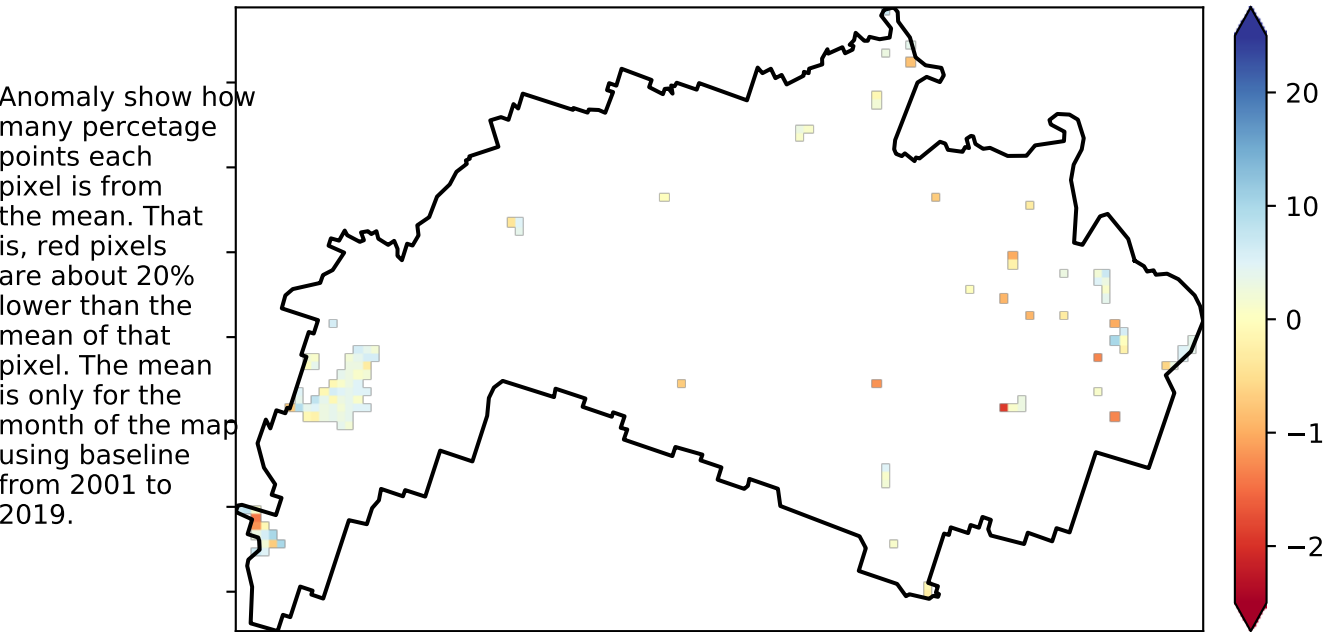 Anomaly show how
many percetage
points each
pixel is from
the mean. That
is, red pixels
are about 20%
lower than the
mean of that
pixel. The mean
is only for the
month of the map
using baseline
from 2001 to
2019.
20
10
0
−1
−2